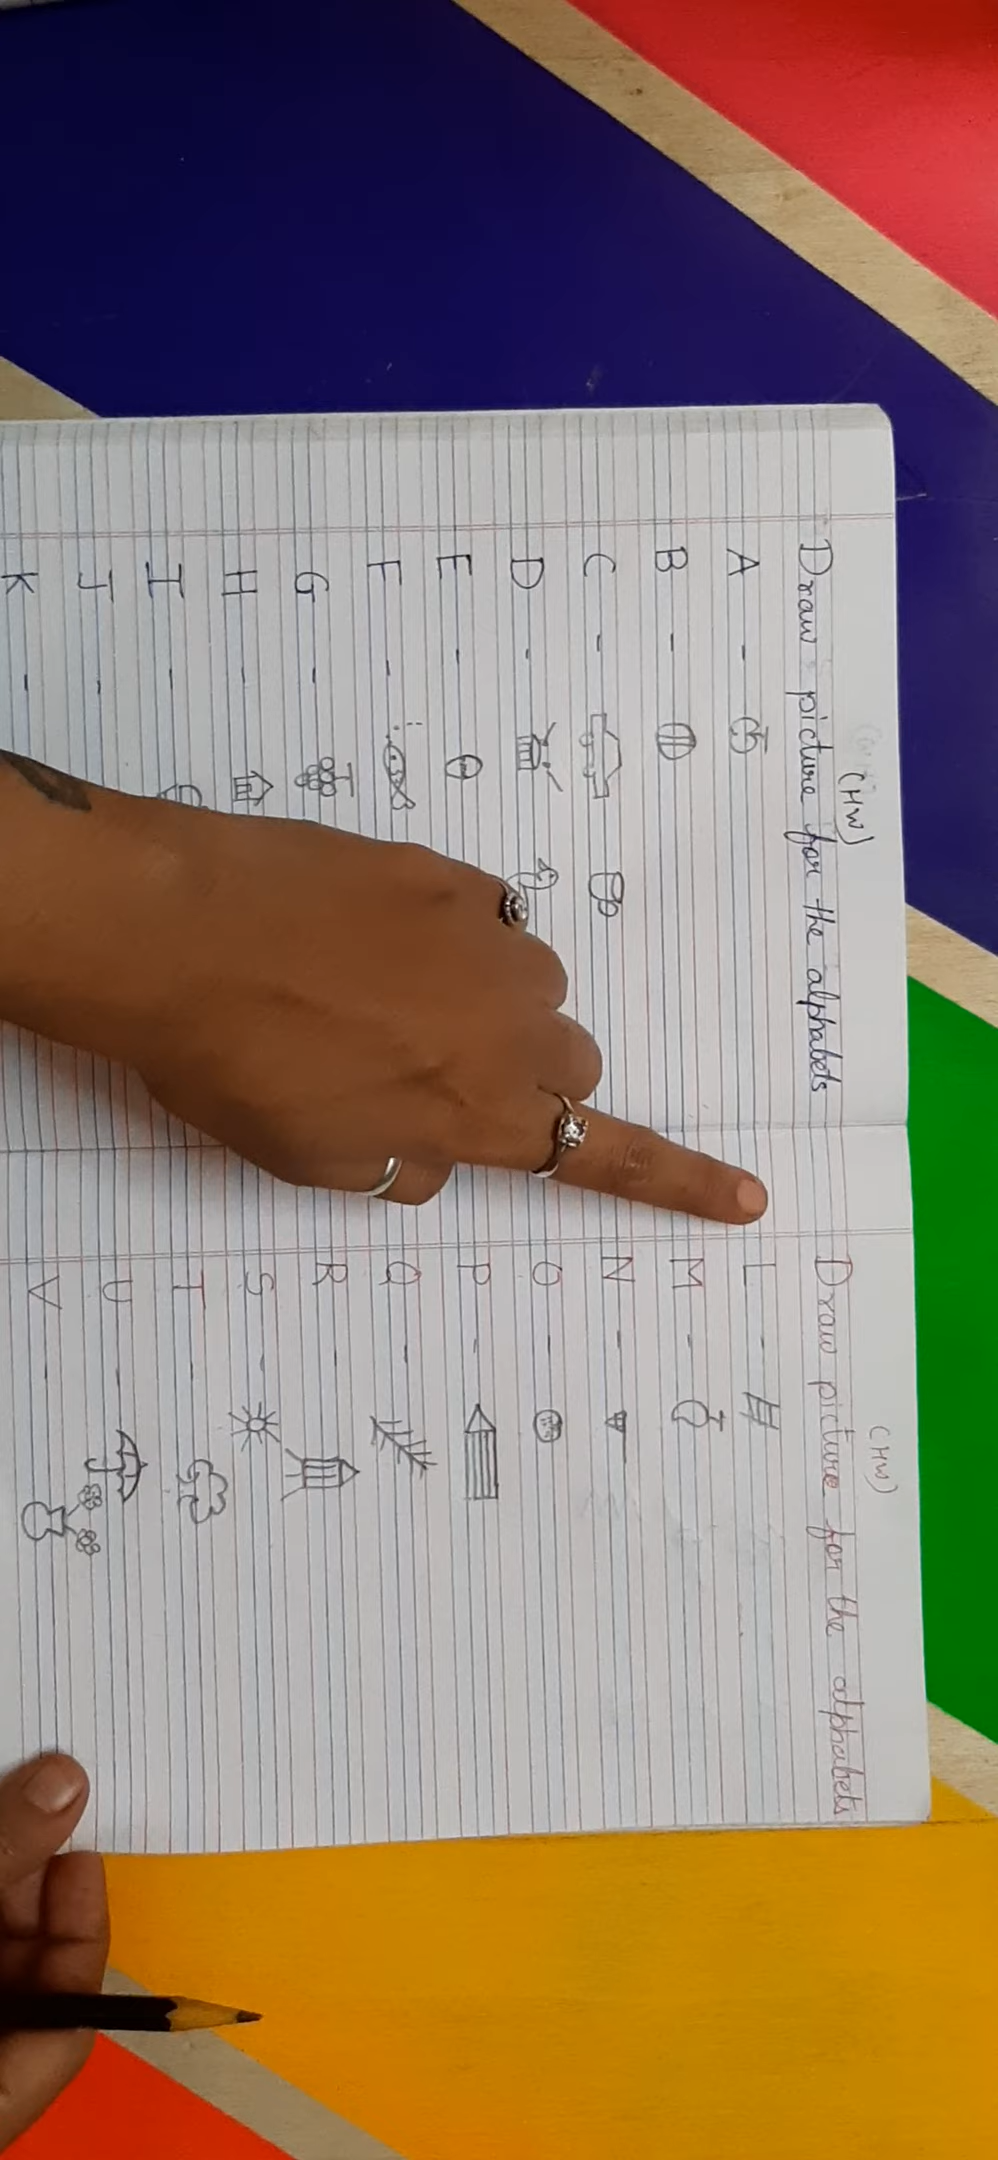 (HW)
Draw picture for the alphabets
A -
B -
C -
D -
E -
F -
G -
H -
I -
J -
K -
(HW)
Draw picture for the alphabets
L -
M -
N -
O -
P -
Q -
R -
S -
T -
U -
V -